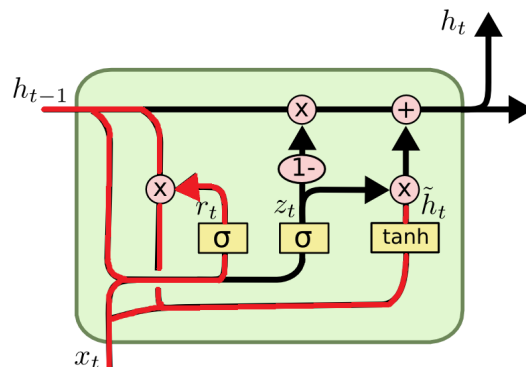 h_t
h_{t-1}
x +
1-
x r_t z_t x h̃_t
σ σ tanh
x_t